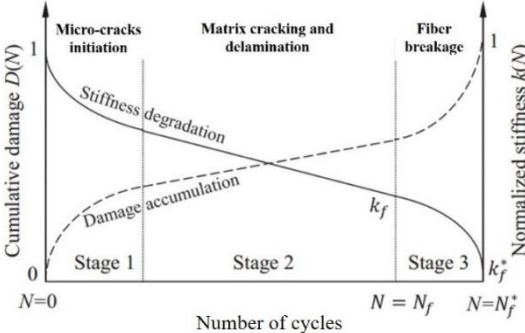 Micro-cracks
initiation
Matrix cracking and
delamination
Fiber
breakage
Cumulative damage D(N)
Normalized stiffness k(N)
1
1
Stiffness degradation
Damage accumulation
k_f
0
Stage 1
Stage 2
Stage 3
k_f^*
N=0
N = N_f
N=N_f^*
Number of cycles